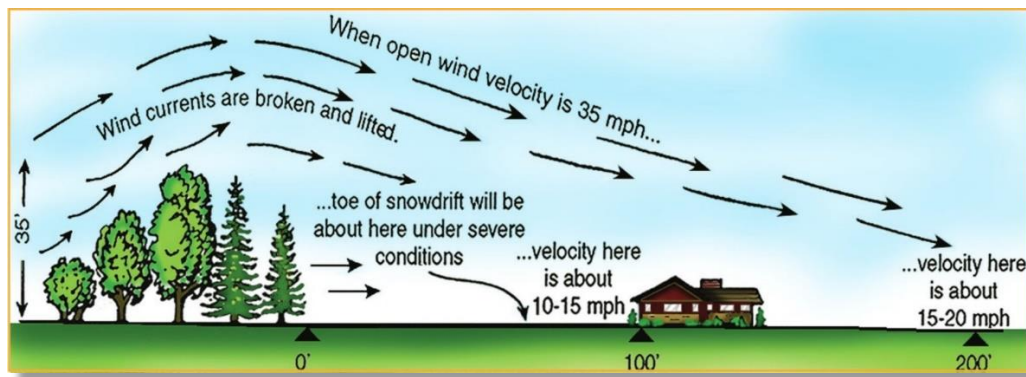 When open wind velocity is 35 mph...
Wind currents are broken and lifted.
35'
...toe of snowdrift will be
about here under severe
conditions
...velocity here
is about
10-15 mph
...velocity here
is about
15-20 mph
0'
100'
200'